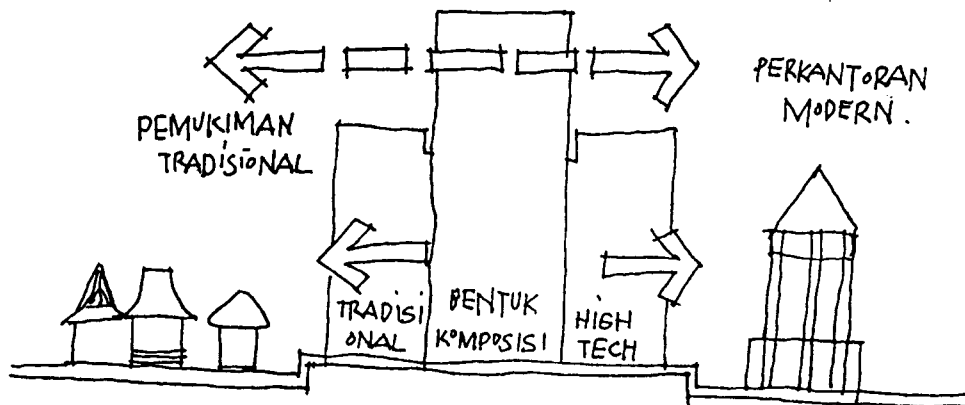 PEMUKIMAN
TRADISIONAL
PERKANTORAN
MODERN.
TRADISI
ONAL
BENTUK
KOMPOSISI
HIGH
TECH